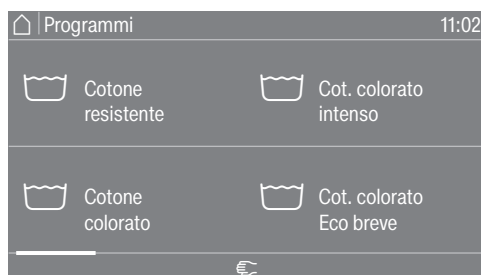 Programmi 11:02
Cotone
resistente
Cot. colorato
intenso
Cotone
colorato
Cot. colorato
Eco breve